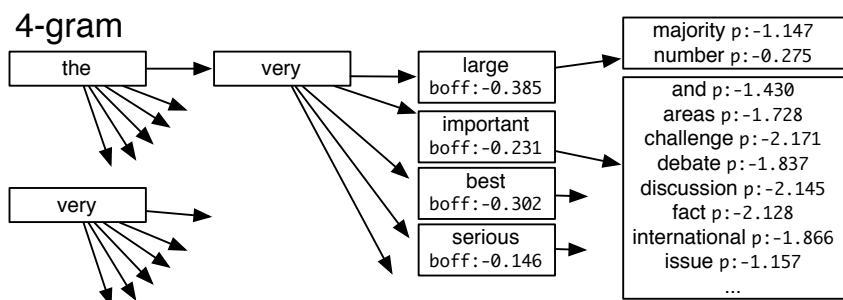 4-gram
the
very
large
boff:-0.385
important
boff:-0.231
best
boff:-0.302
serious
boff:-0.146
majority p:-1.147
number p:-0.275
and p:-1.430
areas p:-1.728
challenge p:-2.171
debate p:-1.837
discussion p:-2.145
fact p:-2.128
international p:-1.866
issue p:-1.157
...
very